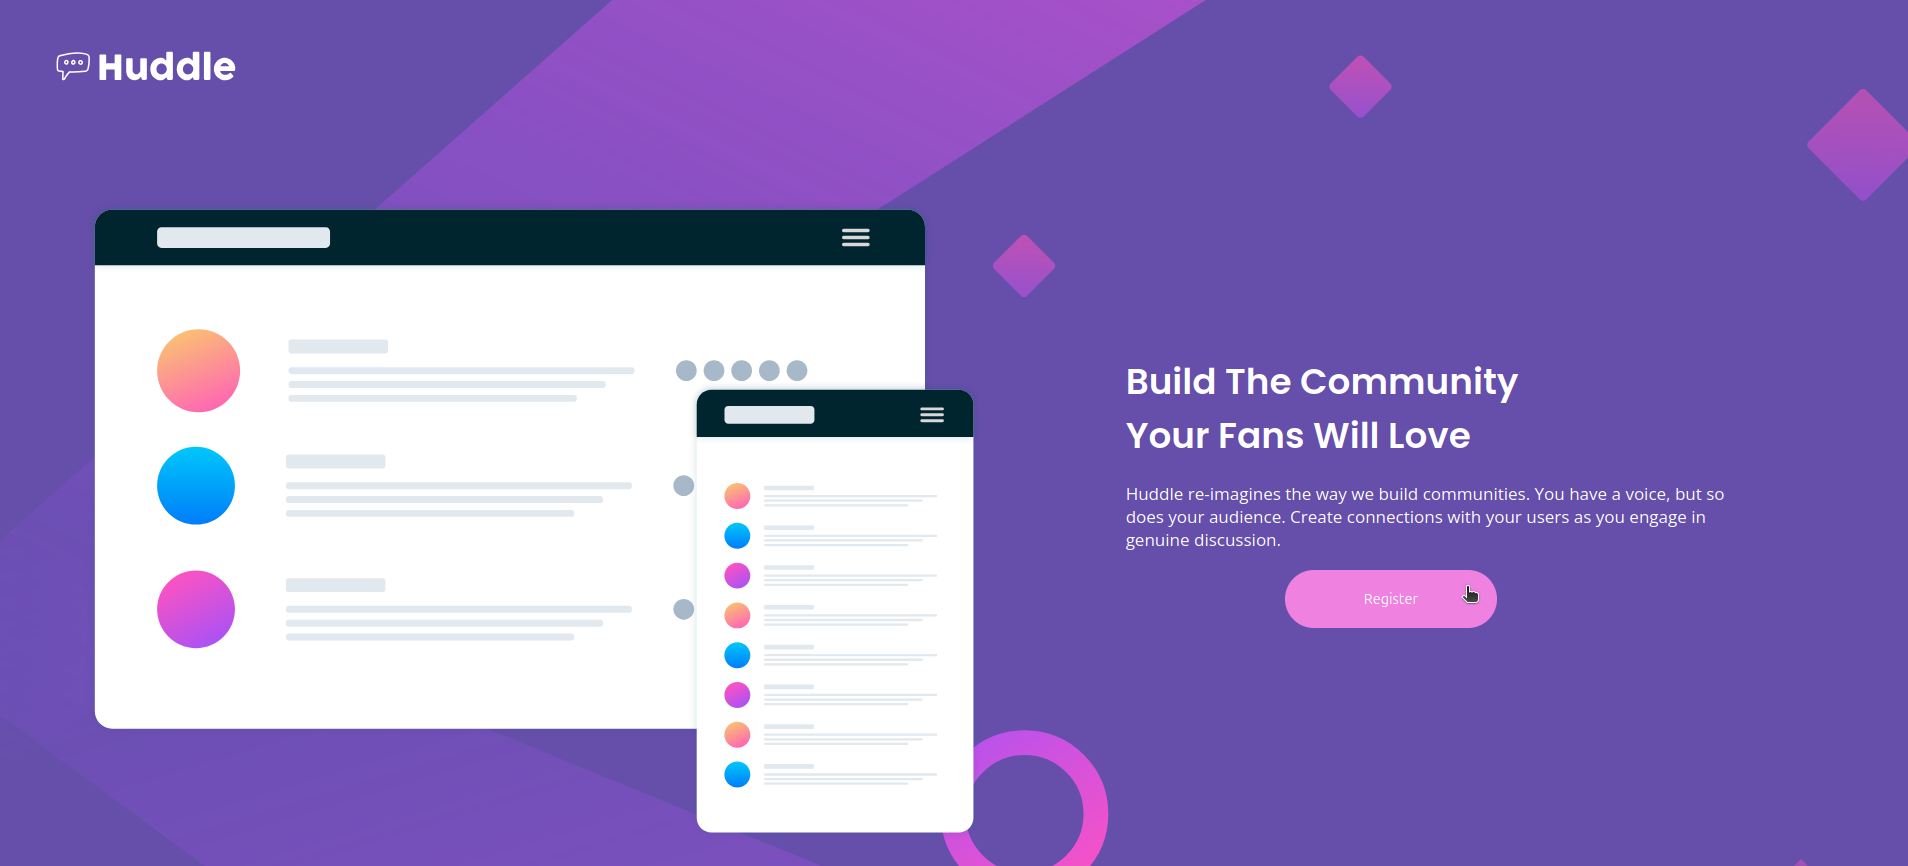 Huddle
Build The Community
Your Fans Will Love
Huddle re-imagines the way we build communities. You have a voice, but so
does your audience. Create connections with your users as you engage in
genuine discussion.
Register